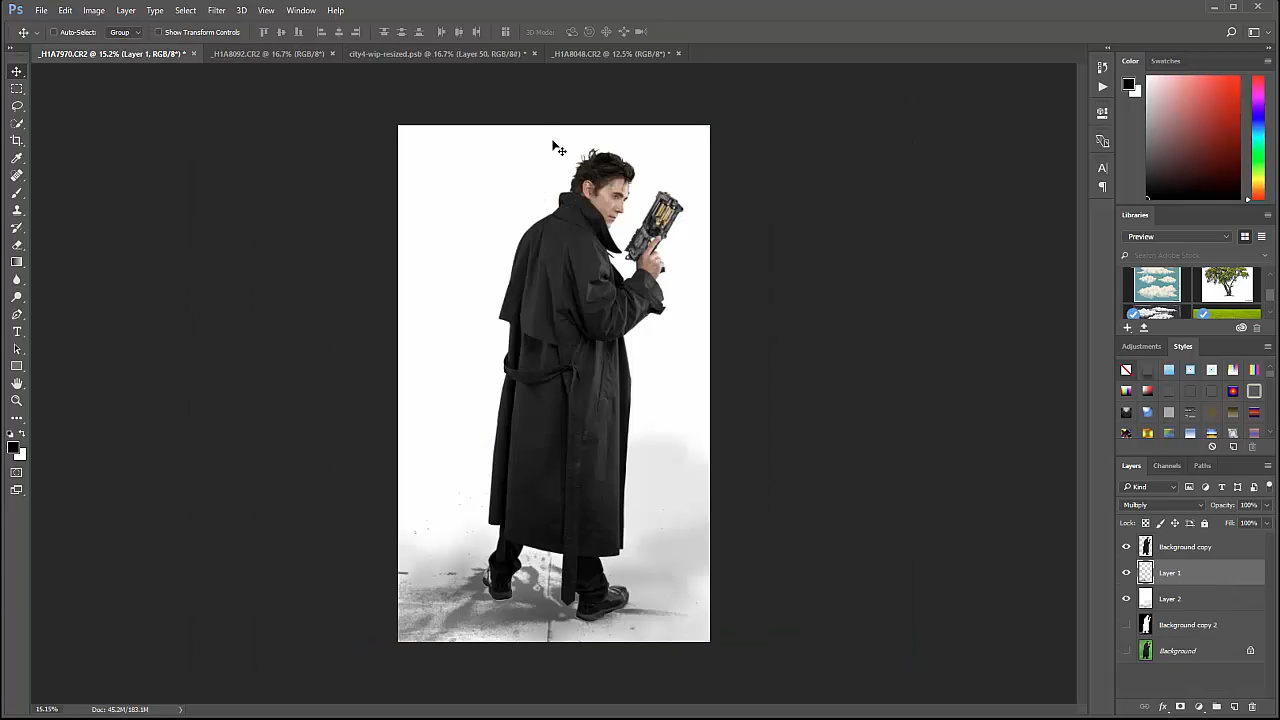 Ps File Edit Image Layer Type Select Filter 3D View Window Help
Auto-Select: Group Show Transform Controls 3D Mode:
_H1A7970.CR2 @ 15.2% (Layer 1, RGB/8*) * × _H1A8092.CR2 @ 16.7% (RGB/8*) × city4-wip-resized.psb @ 16.7% (Layer 50, RGB/8#) * × _H1A8048.CR2 @ 12.5% (RGB/8*) * ×
Color Swatches
Libraries
Preview
Search Adobe Stock
Adjustments Styles
Layers Channels Paths
Kind
Multiply Opacity: 100%
Lock: Fill: 100%
Background copy
Layer 1
Layer 2
Background copy 2
Background
15.15% Doc: 45.2M/183.1M